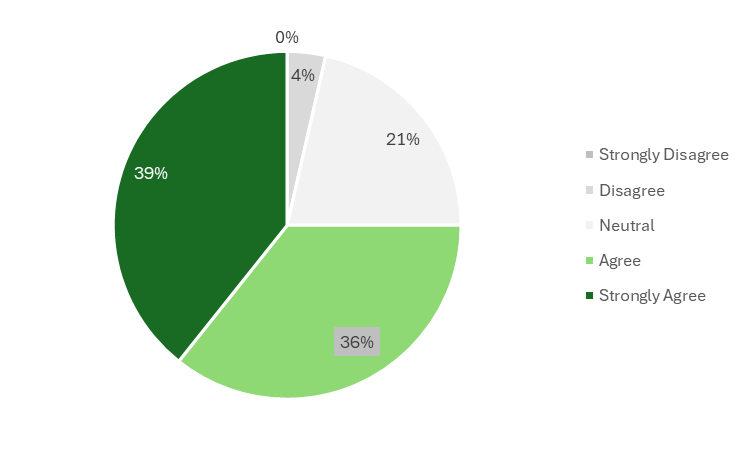 0%
4%
21%
39%
36%
Strongly Disagree
Disagree
Neutral
Agree
Strongly Agree